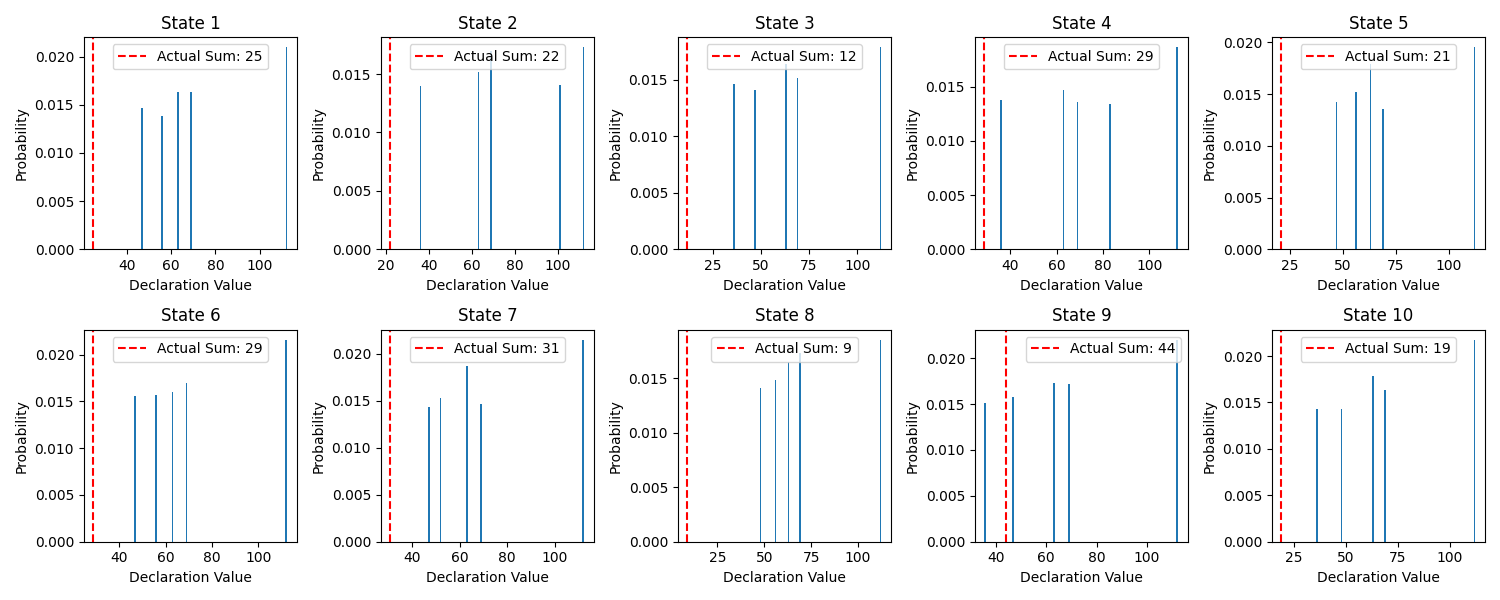 State 1
State 2
State 3
State 4
State 5
Actual Sum: 25
Actual Sum: 22
Actual Sum: 12
Actual Sum: 29
Actual Sum: 21
Probability
0.020
0.015
0.010
0.005
0.000
Probability
0.015
0.010
0.005
0.000
Probability
0.015
0.010
0.005
0.000
Probability
0.015
0.010
0.005
0.000
Probability
0.020
0.015
0.010
0.005
0.000
40 60 80 100
20 40 60 80 100
25 50 75 100
40 60 80 100
25 50 75 100
Declaration Value
Declaration Value
Declaration Value
Declaration Value
Declaration Value
State 6
State 7
State 8
State 9
State 10
Actual Sum: 29
Actual Sum: 31
Actual Sum: 9
Actual Sum: 44
Actual Sum: 19
Probability
0.020
0.015
0.010
0.005
0.000
Probability
0.020
0.015
0.010
0.005
0.000
Probability
0.015
0.010
0.005
0.000
Probability
0.020
0.015
0.010
0.005
0.000
Probability
0.020
0.015
0.010
0.005
0.000
40 60 80 100
40 60 80 100
25 50 75 100
40 60 80 100
25 50 75 100
Declaration Value
Declaration Value
Declaration Value
Declaration Value
Declaration Value